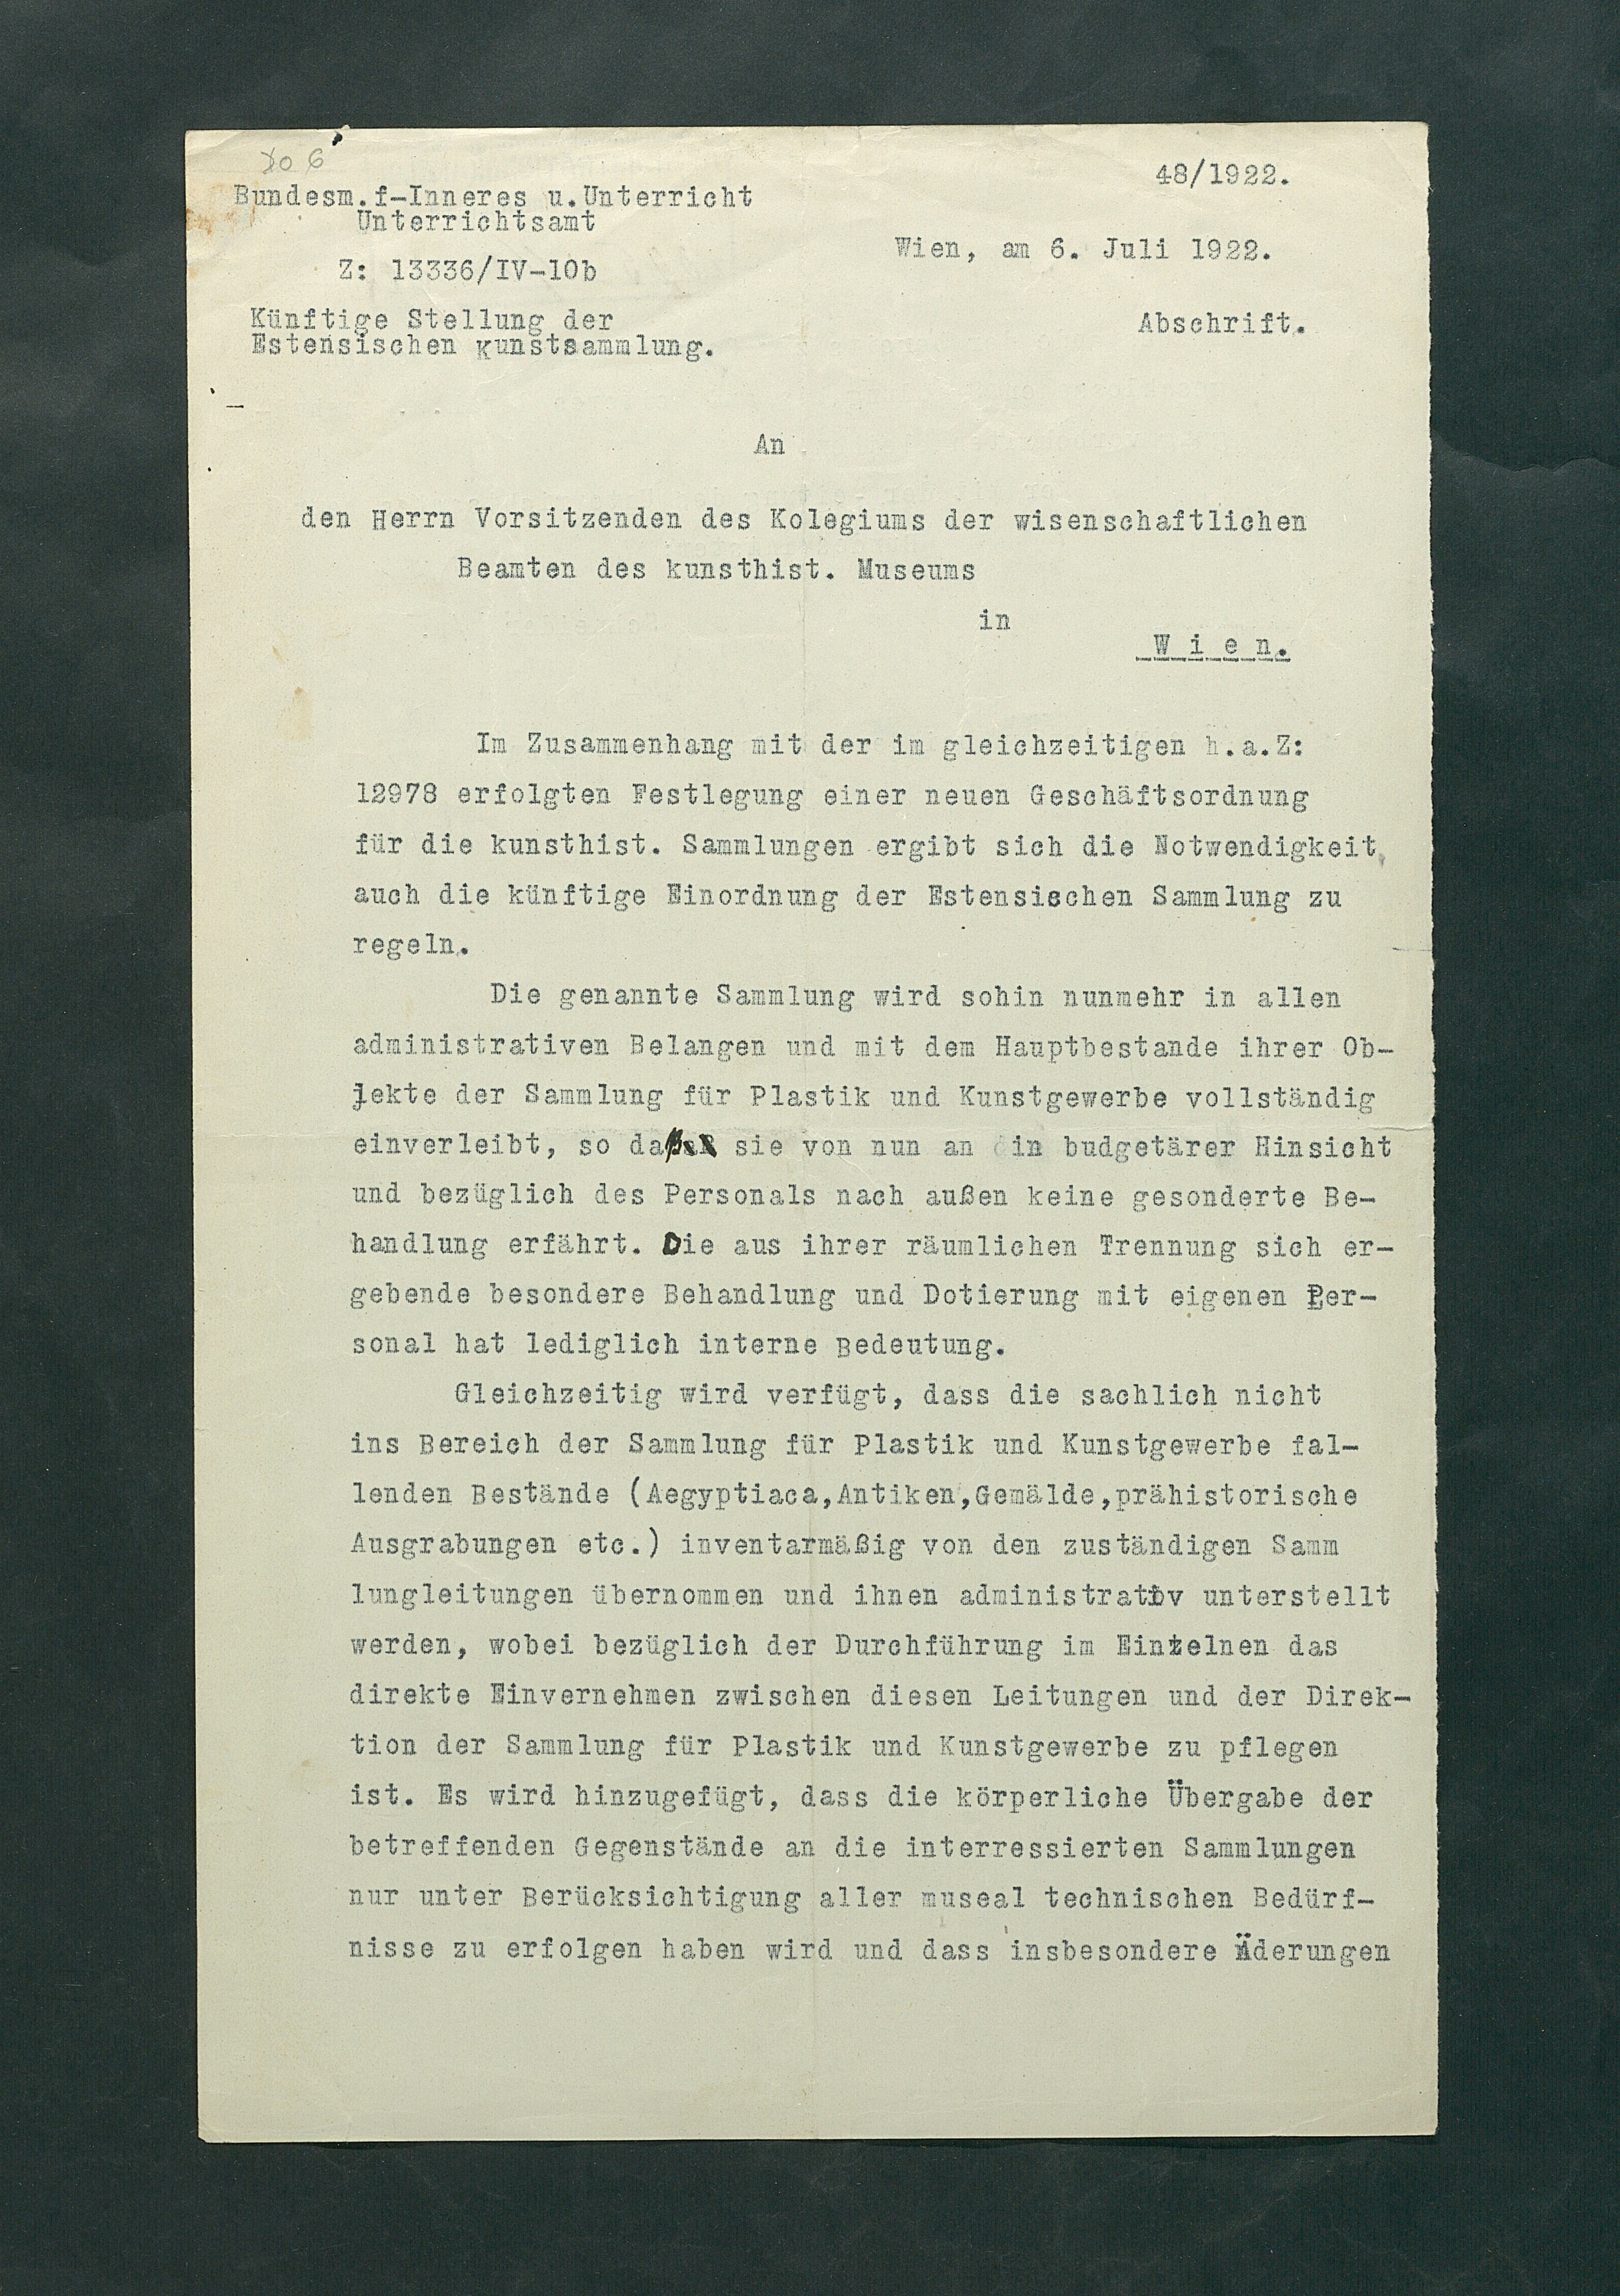 48/1922.
Bundesm.f-Inneres u.Unterricht
Unterrichtsamt
Wien, am 6. Juli 1922.
Z: 13336/IV-10b
Künftige Stellung der
Estensischen Kunstsammlung.
Abschrift.
An
den Herrn Vorsitzenden des Kolegiums der wisenschaftlichen
Beamten des kunsthist. Museums
in
W i e n.
Im Zusammenhang mit der im gleichzeitigen h.a.Z:
12978 erfolgten Festlegung einer neuen Geschäftsordnung
für die kunsthist. Sammlungen ergibt sich die Notwendigkeit,
auch die künftige Einordnung der Estensischen Sammlung zu
regeln.
Die genannte Sammlung wird sohin nunmehr in allen
administrativen Belangen und mit dem Hauptbestande ihrer Ob-
jekte der Sammlung für Plastik und Kunstgewerbe vollständig
einverleibt, so daß sie von nun an in budgetärer Hinsicht
und bezüglich des Personals nach außen keine gesonderte Be-
handlung erfährt. Die aus ihrer räumlichen Trennung sich er-
gebende besondere Behandlung und Dotierung mit eigenen Per-
sonal hat lediglich interne Bedeutung.
Gleichzeitig wird verfügt, dass die sachlich nicht
ins Bereich der Sammlung für Plastik und Kunstgewerbe fal-
lenden Bestände (Aegyptiaca,Antiken,Gemälde,prähistorische
Ausgrabungen etc.) inventarmäßig von den zuständigen Samm
lungleitungen übernommen und ihnen administrativ unterstellt
werden, wobei bezüglich der Durchführung im Einzelnen das
direkte Einvernehmen zwischen diesen Leitungen und der Direk-
tion der Sammlung für Plastik und Kunstgewerbe zu pflegen
ist. Es wird hinzugefügt, dass die körperliche Übergabe der
betreffenden Gegenstände an die interressierten Sammlungen
nur unter Berücksichtigung aller museal technischen Bedürf-
nisse zu erfolgen haben wird und dass insbesondere Äderungen